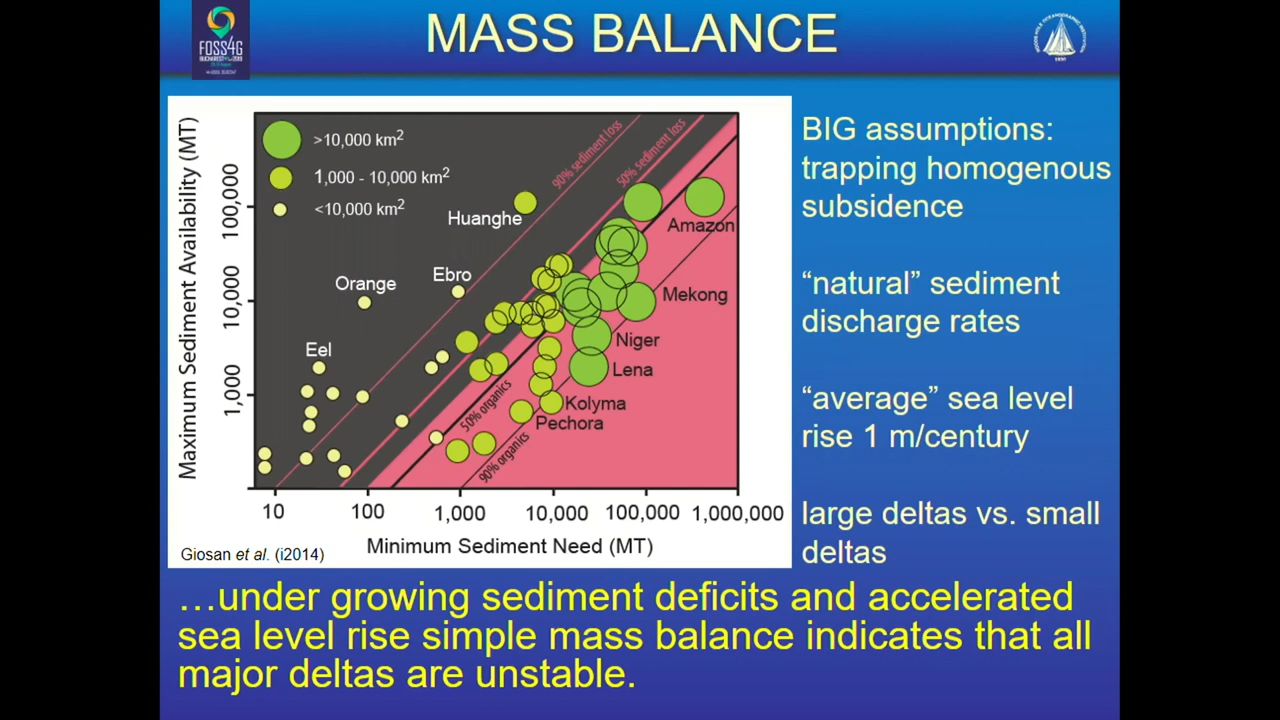 FOSS4G
MASS BALANCE
Maximum Sediment Availability (MT)
100,000
10,000
1,000
>10,000 km²
1,000 - 10,000 km²
<10,000 km²
90% sediment loss
50% sediment loss
Huanghe
Amazon
Orange
Ebro
Mekong
Niger
Eel
Lena
Kolyma
Pechora
50% organics
90% organics
10
100
1,000
10,000
100,000
1,000,000
Minimum Sediment Need (MT)
Giosan et al. (i2014)
BIG assumptions:
trapping homogenous
subsidence
“natural” sediment
discharge rates
“average” sea level
rise 1 m/century
large deltas vs. small
deltas
…under growing sediment deficits and accelerated
sea level rise simple mass balance indicates that all
major deltas are unstable.